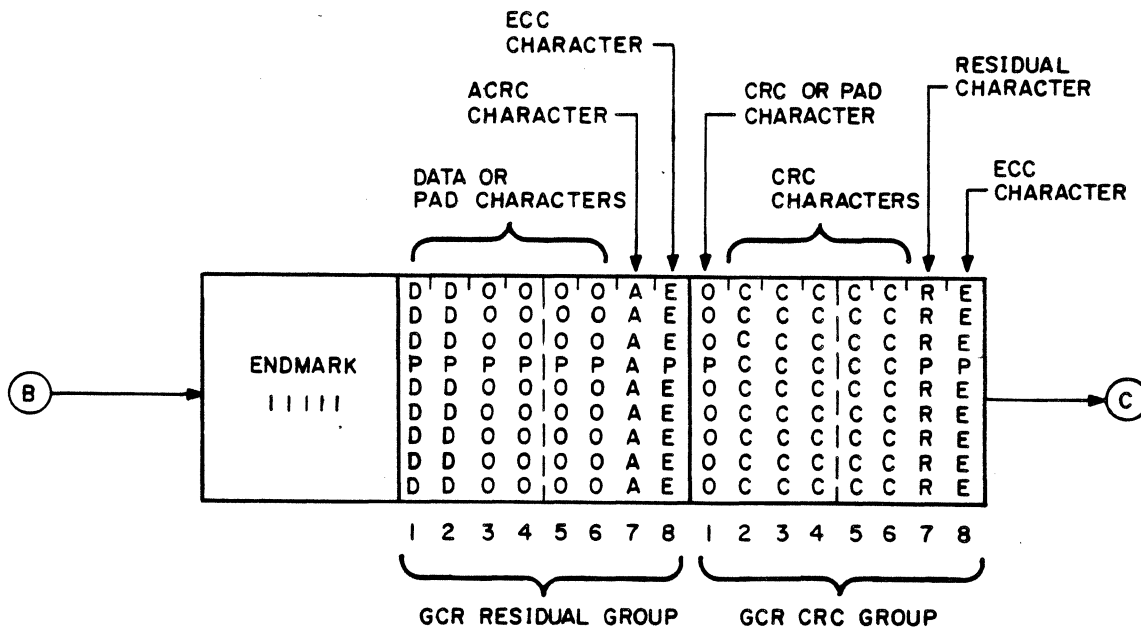 ECC
CHARACTER
ACRC
CHARACTER
CRC OR PAD
CHARACTER
RESIDUAL
CHARACTER
DATA OR
PAD CHARACTERS
CRC
CHARACTERS
ECC
CHARACTER
B
ENDMARK
11111
D D O O O O A E O C C C C C R E
D D O O O O A E O C C C C C R E
D D O O O O A E O C C C C C R E
P P P P P P A P P C C C C C P P
D D O O O O A E O C C C C C R E
D D O O O O A E O C C C C C R E
D D O O O O A E O C C C C C R E
D D O O O O A E O C C C C C R E
D D O O O O A E O C C C C C R E
C
1 2 3 4 5 6 7 8 1 2 3 4 5 6 7 8
GCR RESIDUAL GROUP
GCR CRC GROUP